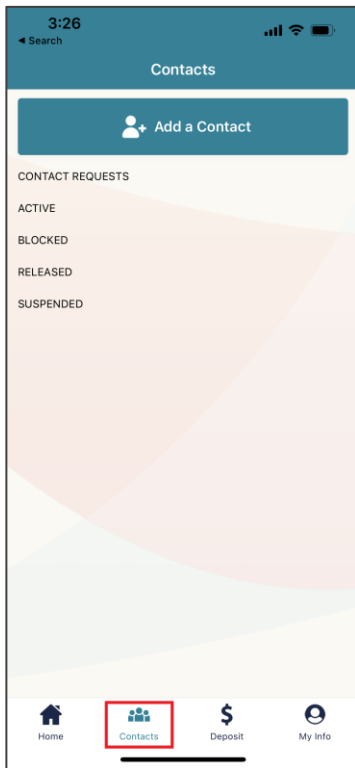 3:26
◄ Search
Contacts
Add a Contact
CONTACT REQUESTS
ACTIVE
BLOCKED
RELEASED
SUSPENDED
Home Contacts Deposit My Info